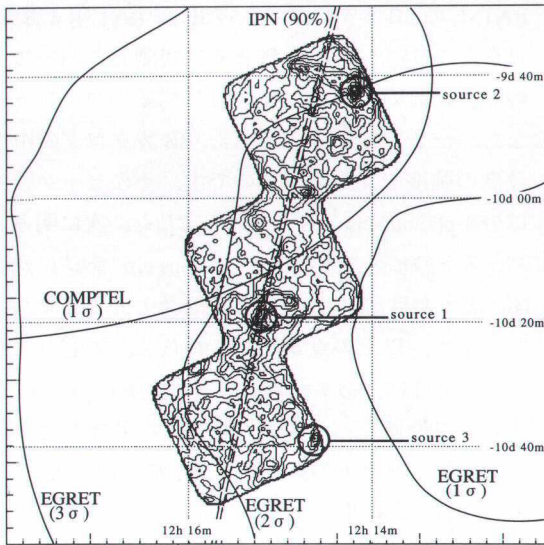 IPN (90%)
-9d 40m
source 2
-10d 00m
COMPTEL
(1 σ)
source 1
-10d 20m
source 3
-10d 40m
EGRET
(3 σ)
EGRET
(2 σ)
EGRET
(1 σ)
12h 16m
12h 14m